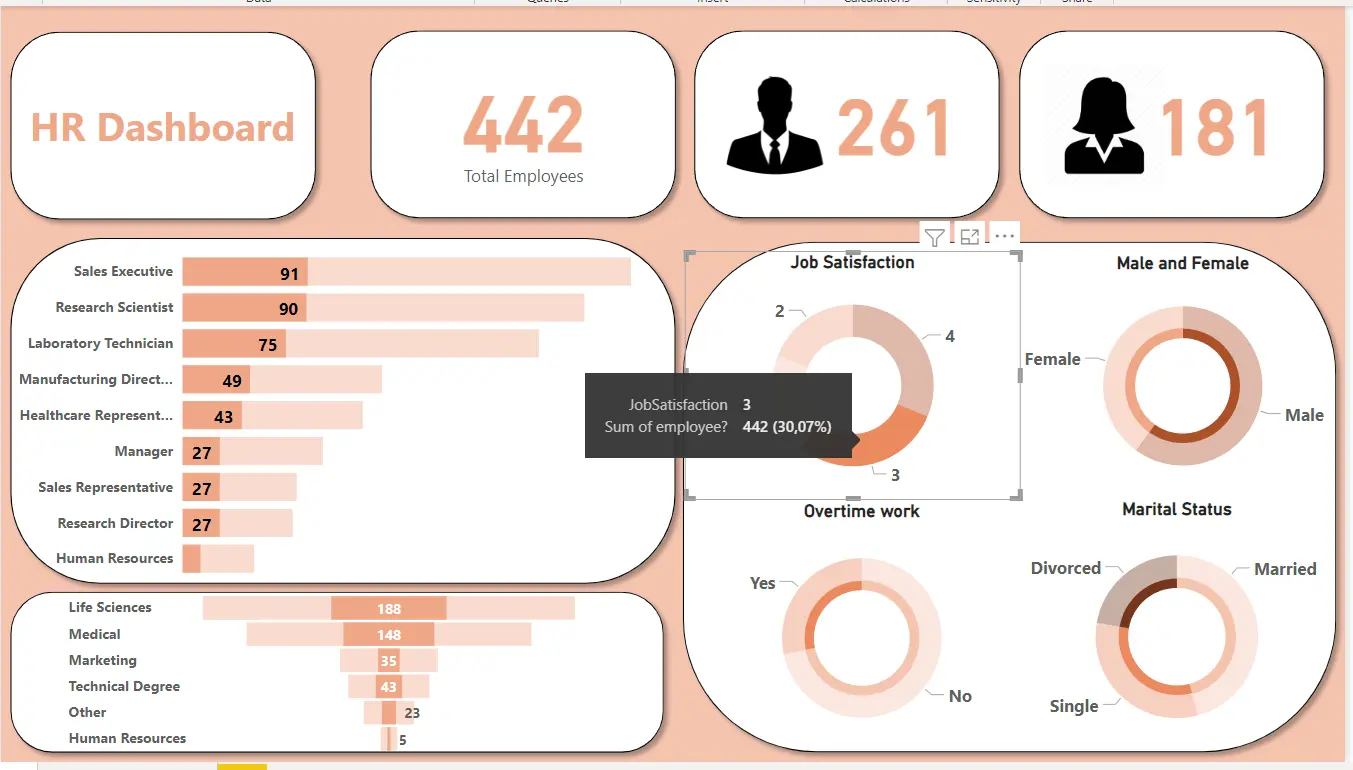 Data Queries Insert Calculations Sensitivity Share
HR Dashboard
442
Total Employees
261
181
Sales Executive 91
Research Scientist 90
Laboratory Technician 75
Manufacturing Direct... 49
Healthcare Represent... 43
Manager 27
Sales Representative 27
Research Director 27
Human Resources
Life Sciences 188
Medical 148
Marketing 35
Technical Degree 43
Other 23
Human Resources 5
Job Satisfaction
2
4
3
JobSatisfaction 3
Sum of employee? 442 (30,07%)
Male and Female
Female
Male
Overtime work
Yes
No
Marital Status
Divorced
Married
Single